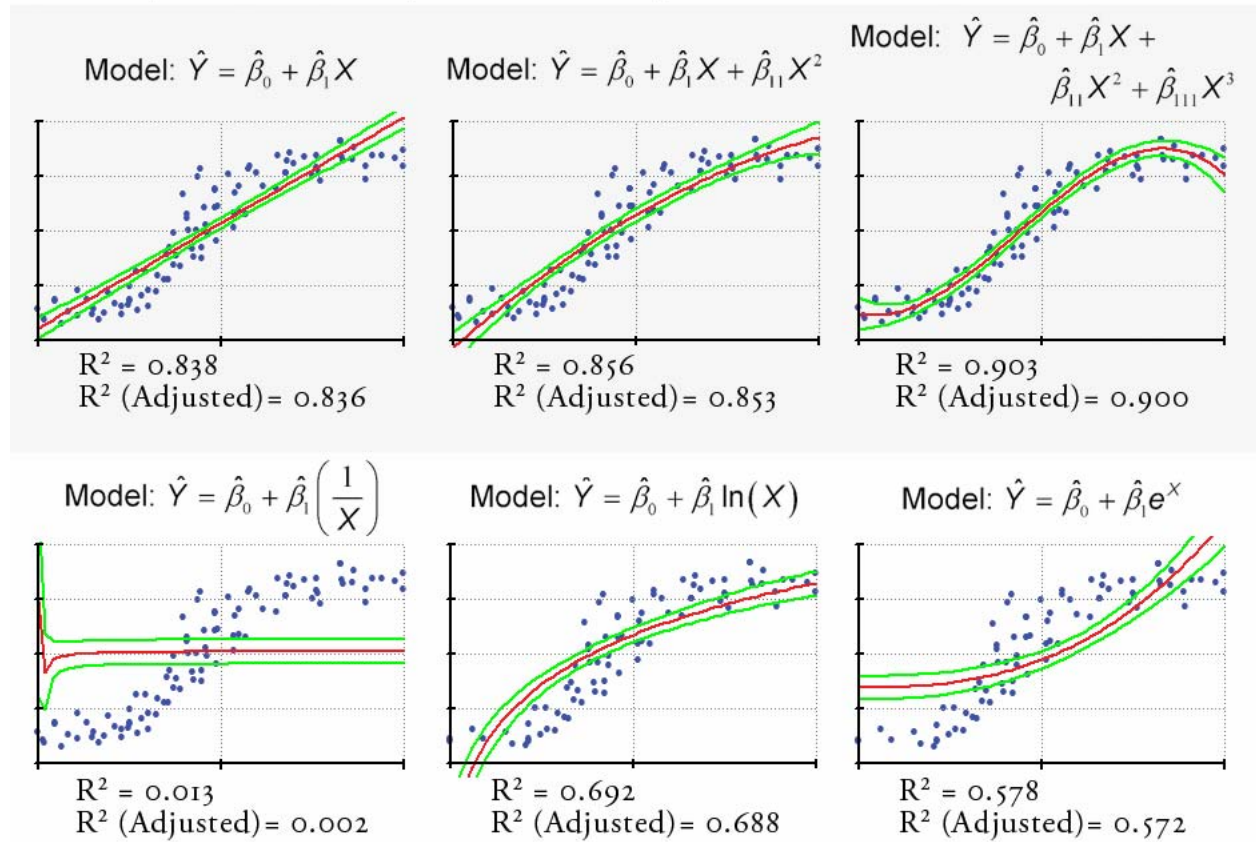 Model: Ŷ = β̂₀ + β̂₁X
R² = 0.838
R² (Adjusted) = 0.836
Model: Ŷ = β̂₀ + β̂₁X + β̂₁₁X²
R² = 0.856
R² (Adjusted) = 0.853
Model: Ŷ = β̂₀ + β̂₁X +
β̂₁₁X² + β̂₁₁₁X³
R² = 0.903
R² (Adjusted) = 0.900
Model: Ŷ = β̂₀ + β̂₁(1/X)
R² = 0.013
R² (Adjusted) = 0.002
Model: Ŷ = β̂₀ + β̂₁ ln(X)
R² = 0.692
R² (Adjusted) = 0.688
Model: Ŷ = β̂₀ + β̂₁eˣ
R² = 0.578
R² (Adjusted) = 0.572